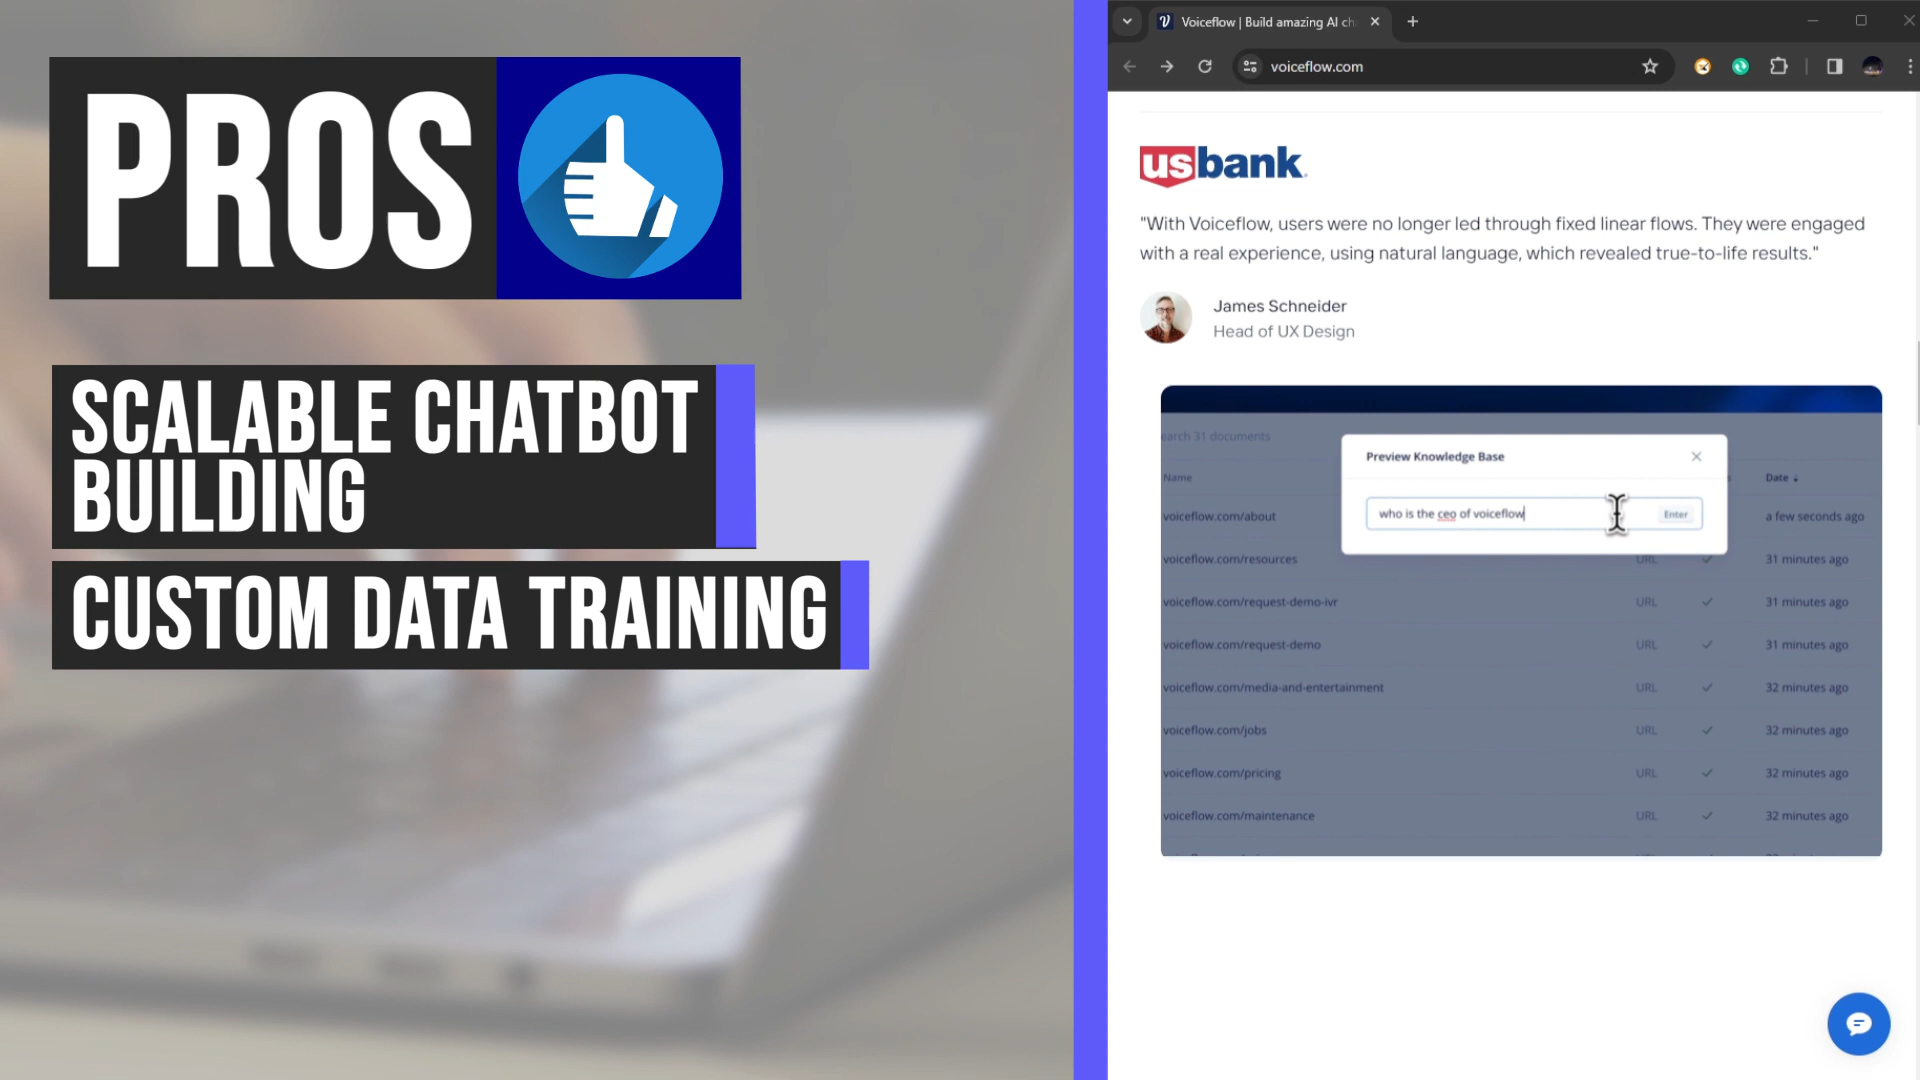 PROS
SCALABLE CHATBOT
BUILDING
CUSTOM DATA TRAINING
Voiceflow | Build amazing AI ch
voiceflow.com
usbank
"With Voiceflow, users were no longer led through fixed linear flows. They were engaged
with a real experience, using natural language, which revealed true-to-life results."
James Schneider
Head of UX Design
earch 31 documents
Preview Knowledge Base
Name
Date
who is the ceo of voiceflow
Enter
voiceflow.com/about
a few seconds ago
voiceflow.com/resources URL 31 minutes ago
voiceflow.com/request-demo-ivr URL 31 minutes ago
voiceflow.com/request-demo URL 31 minutes ago
voiceflow.com/media-and-entertainment URL 32 minutes ago
voiceflow.com/jobs URL 32 minutes ago
voiceflow.com/pricing URL 32 minutes ago
voiceflow.com/maintenance URL 32 minutes ago